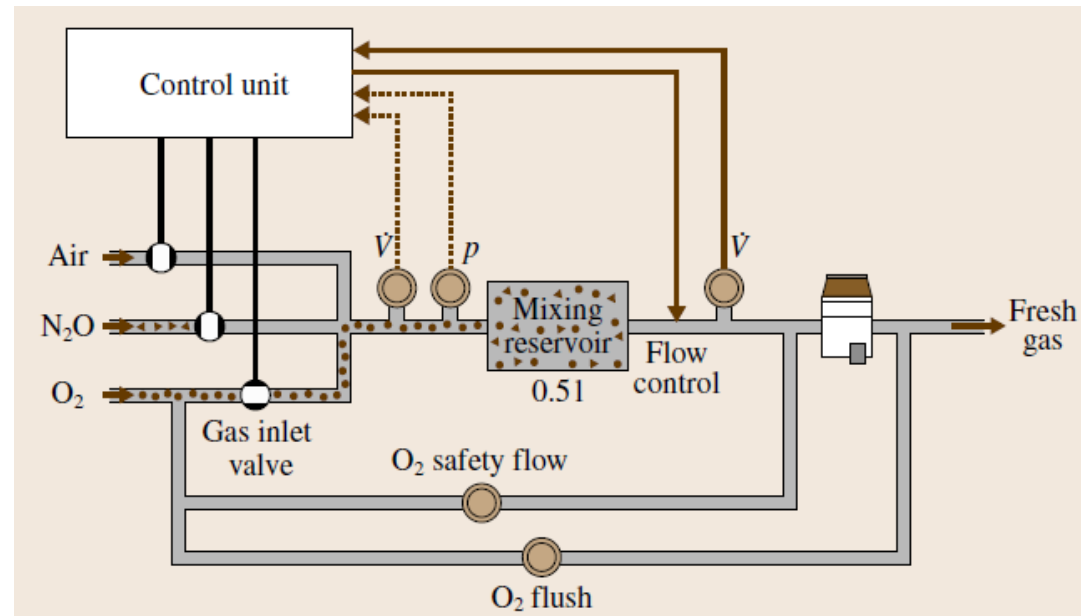 Control unit
Air
V̇
p
V̇
N₂O
Mixing
reservoir
Fresh
gas
Flow
control
O₂
0.51
Gas inlet
valve
O₂ safety flow
O₂ flush